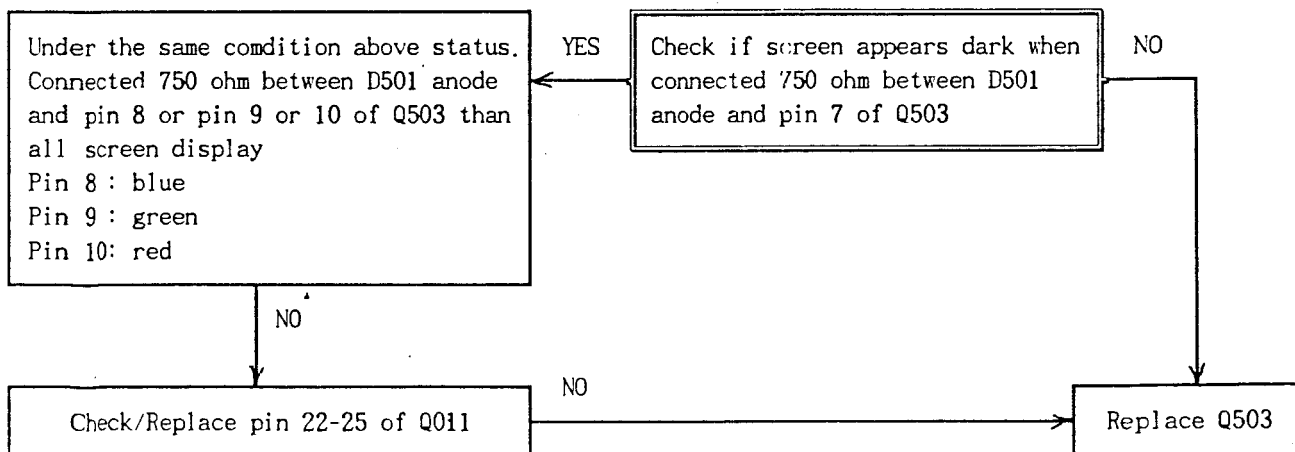 Under the same comdition above status.
Connected 750 ohm between D501 anode
and pin 8 or pin 9 or 10 of Q503 than
all screen display
Pin 8 : blue
Pin 9 : green
Pin 10: red
YES
Check if screen appears dark when
connected 750 ohm between D501
anode and pin 7 of Q503
NO
NO
Check/Replace pin 22-25 of Q011
NO
Replace Q503